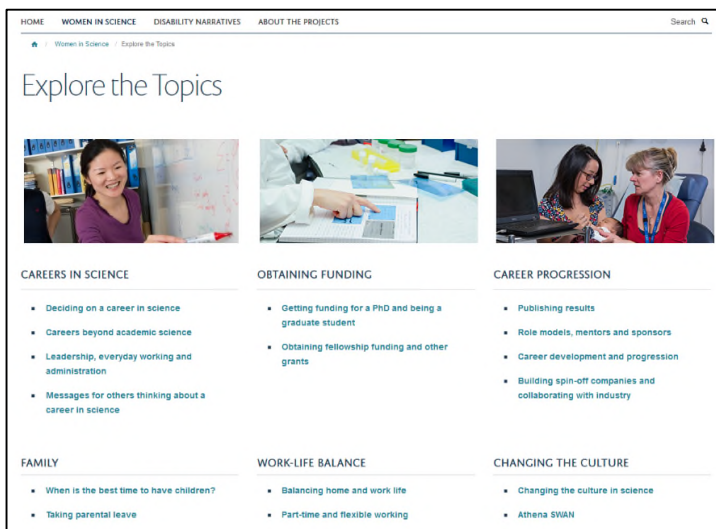 HOME WOMEN IN SCIENCE DISABILITY NARRATIVES ABOUT THE PROJECTS Search
Women in Science / Explore the Topics
Explore the Topics
CAREERS IN SCIENCE
Deciding on a career in science
Careers beyond academic science
Leadership, everyday working and
administration
Messages for others thinking about a
career in science
OBTAINING FUNDING
Getting funding for a PhD and being a
graduate student
Obtaining fellowship funding and other
grants
CAREER PROGRESSION
Publishing results
Role models, mentors and sponsors
Career development and progression
Building spin-off companies and
collaborating with industry
FAMILY
When is the best time to have children?
Taking parental leave
WORK-LIFE BALANCE
Balancing home and work life
Part-time and flexible working
CHANGING THE CULTURE
Changing the culture in science
Athena SWAN